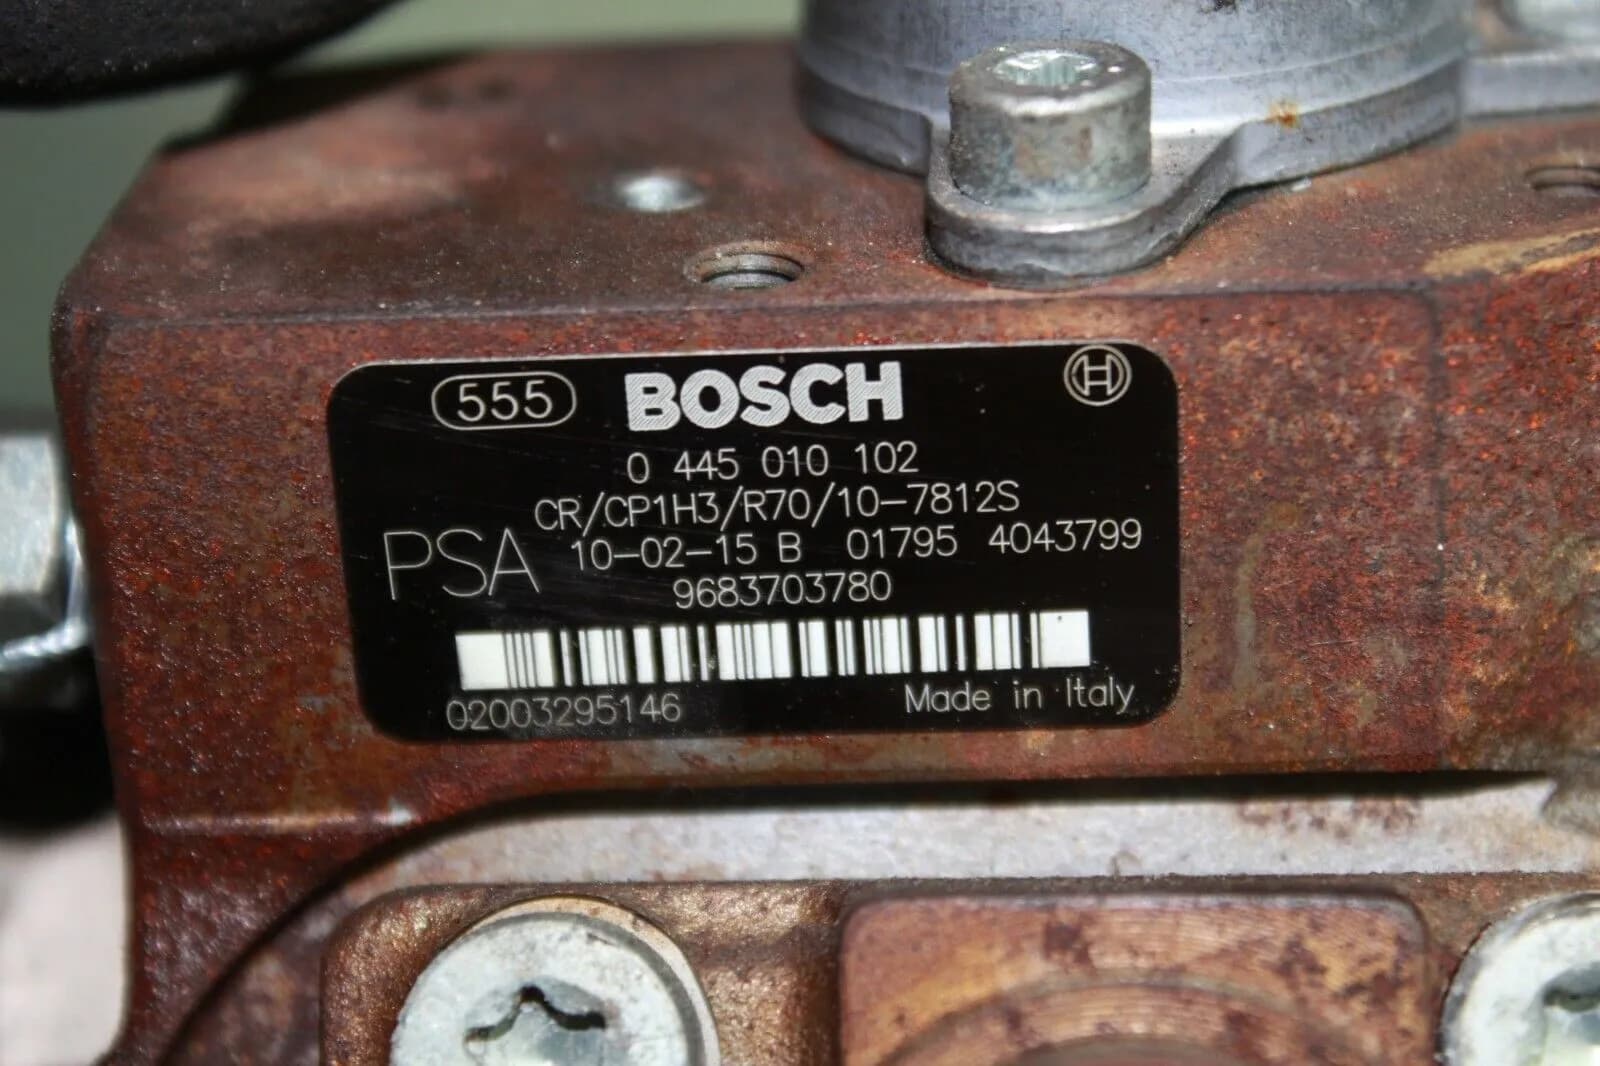 555 BOSCH
0 445 010 102
CR/CP1H3/R70/10-7812S
PSA 10-02-15 B 01795 4043799
9683703780
02003295146 Made in Italy